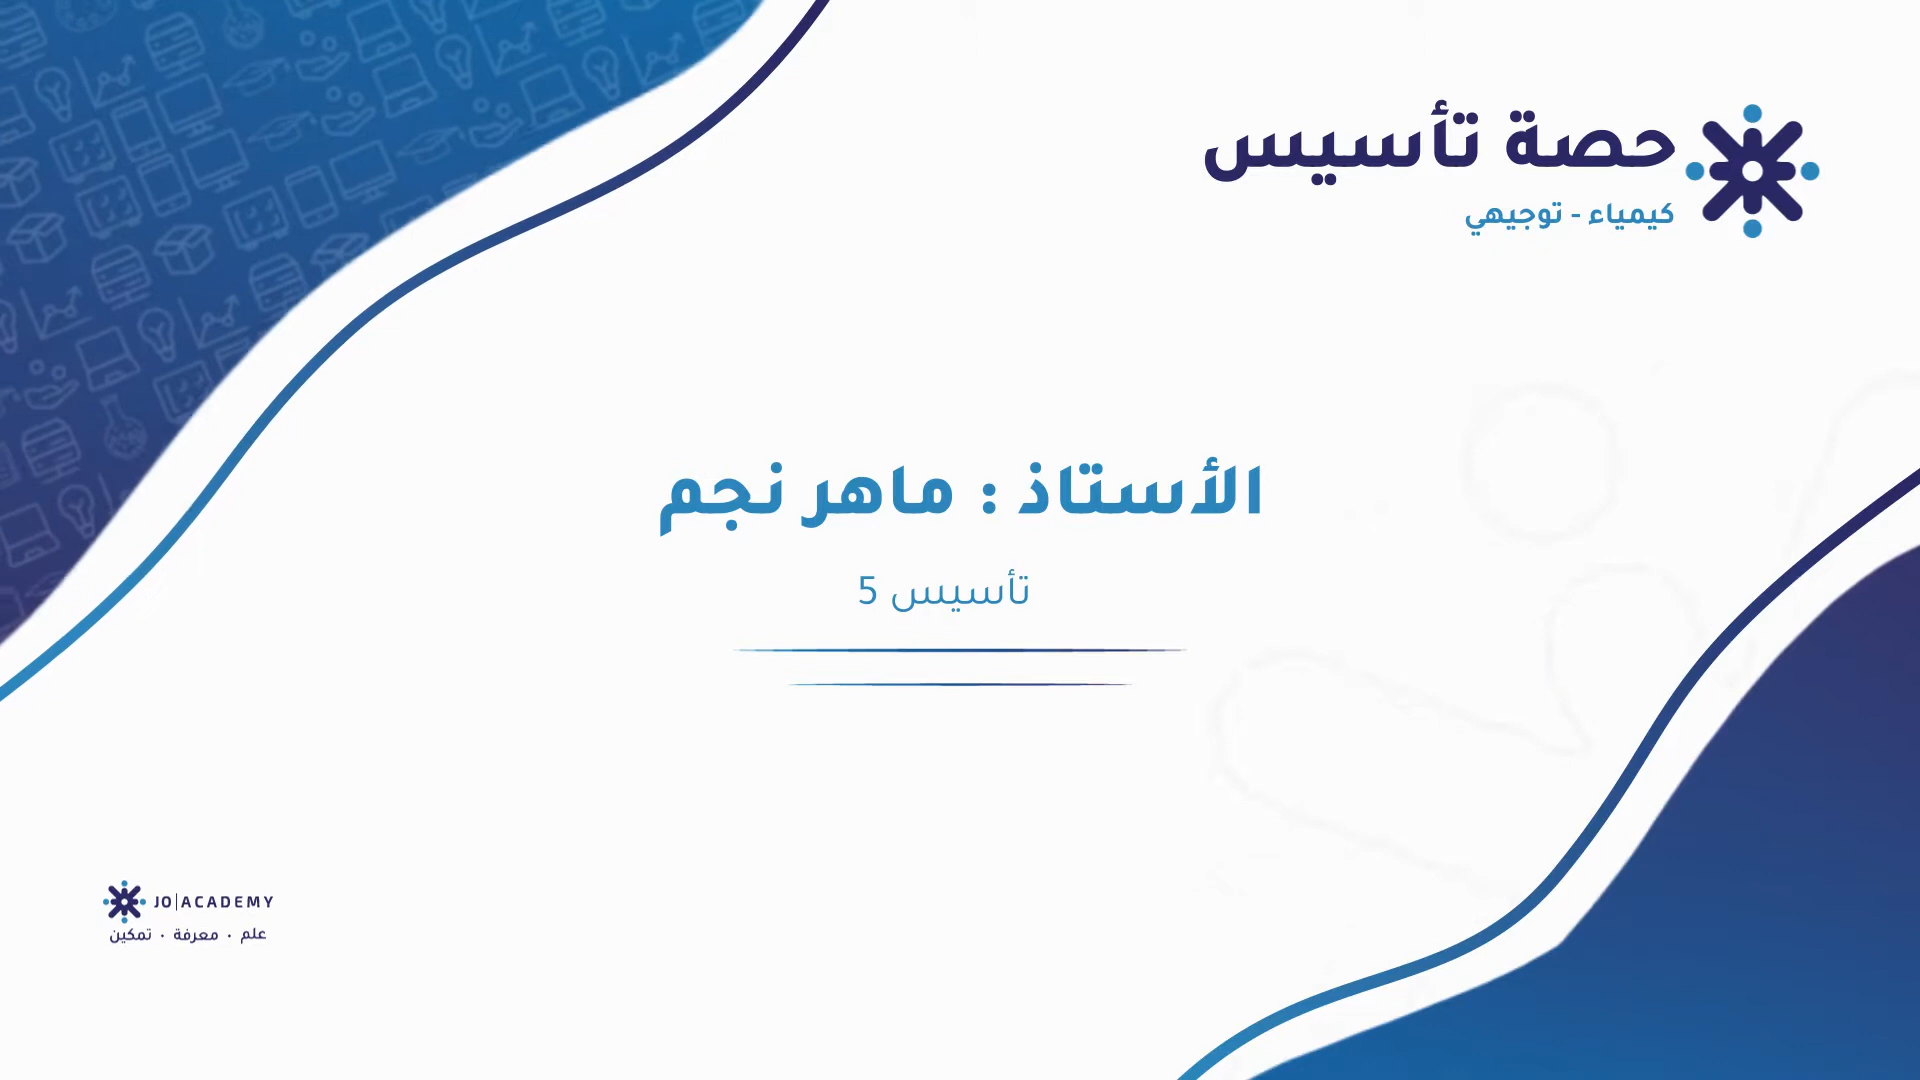 حصة تأسيس
كيمياء - توجيهي
الأستاذ : ماهر نجم
تأسيس 5
JO|ACADEMY
علم · معرفة · تمكين